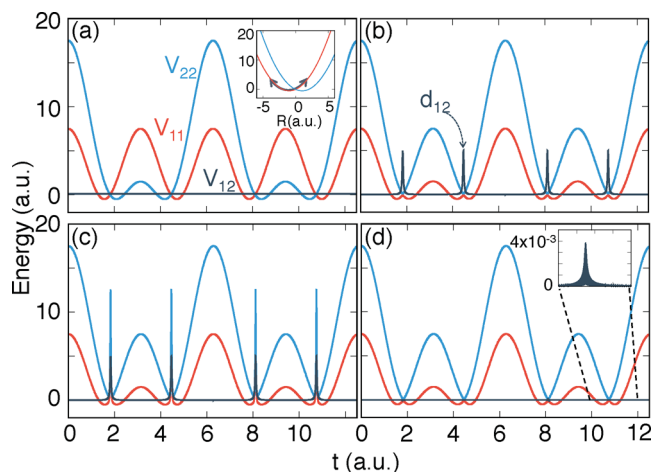 (a)
20
10
0
-5 0 5
R(a.u.)
V₂₂
V₁₁
V₁₂
20
10
0
(b)
d₁₂
Energy (a.u.)
(c)
20
10
0
0 2 4 6 8 10
(d)
4x10⁻³
0
0 2 4 6 8 10 12
t (a.u.)